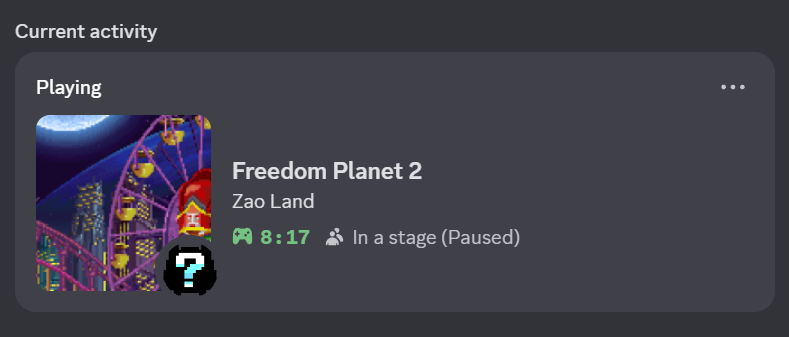 Current activity
Playing
Freedom Planet 2
Zao Land
8:17 In a stage (Paused)
?